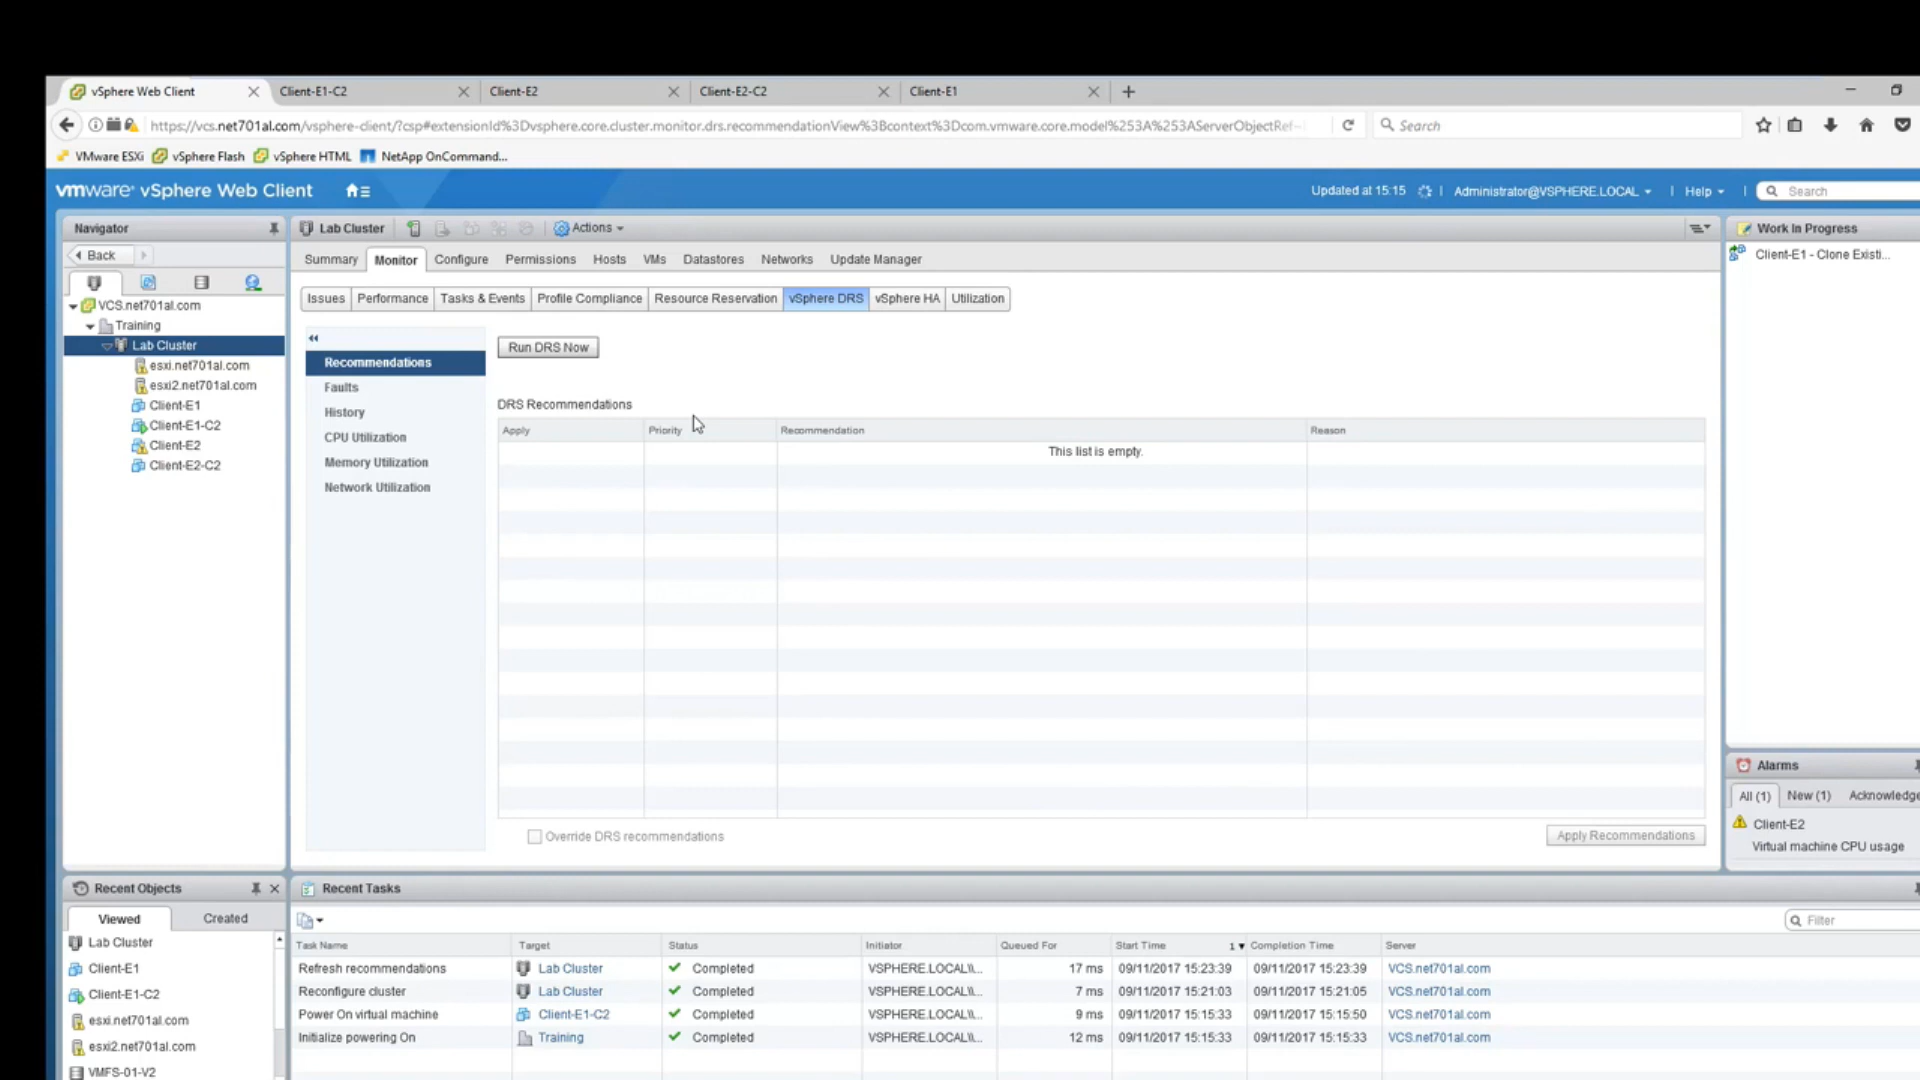 vSphere Web Client
Client-E1-C2
Client-E2
Client-E2-C2
Client-E1
https://vcs.net701al.com/vsphere-client/?csp#extensionId%3Dvsphere.core.cluster.monitor.drs.recommendationView%3Bcontext%3Dcom.vmware.core.model%253A%253AServerObjectRef~
Search
VMware ESXi
vSphere Flash
vSphere HTML
NetApp OnCommand...
vmware® vSphere Web Client
Updated at 15:15
Administrator@VSPHERE.LOCAL
Help
Search
Navigator
Back
VCS.net701al.com
Training
Lab Cluster
esxi.net701al.com
esxi2.net701al.com
Client-E1
Client-E1-C2
Client-E2
Client-E2-C2
Lab Cluster
Actions
Summary Monitor Configure Permissions Hosts VMs Datastores Networks Update Manager
Issues Performance Tasks & Events Profile Compliance Resource Reservation vSphere DRS vSphere HA Utilization
Recommendations
Faults
History
CPU Utilization
Memory Utilization
Network Utilization
Run DRS Now
DRS Recommendations
Apply Priority Recommendation Reason
This list is empty.
Override DRS recommendations
Apply Recommendations
Work In Progress
Client-E1 - Clone Existi...
Alarms
All (1) New (1) Acknowledge
Client-E2
Virtual machine CPU usage
Recent Objects
Viewed Created
Lab Cluster
Client-E1
Client-E1-C2
esxi.net701al.com
esxi2.net701al.com
VMFS-01-V2
Recent Tasks
Filter
Task Name Target Status Initiator Queued For Start Time 1 Completion Time Server
Refresh recommendations Lab Cluster Completed VSPHERE.LOCAL\\... 17 ms 09/11/2017 15:23:39 09/11/2017 15:23:39 VCS.net701al.com
Reconfigure cluster Lab Cluster Completed VSPHERE.LOCAL\\... 7 ms 09/11/2017 15:21:03 09/11/2017 15:21:05 VCS.net701al.com
Power On virtual machine Client-E1-C2 Completed VSPHERE.LOCAL\\... 9 ms 09/11/2017 15:15:33 09/11/2017 15:15:50 VCS.net701al.com
Initialize powering On Training Completed VSPHERE.LOCAL\\... 12 ms 09/11/2017 15:15:33 09/11/2017 15:15:33 VCS.net701al.com